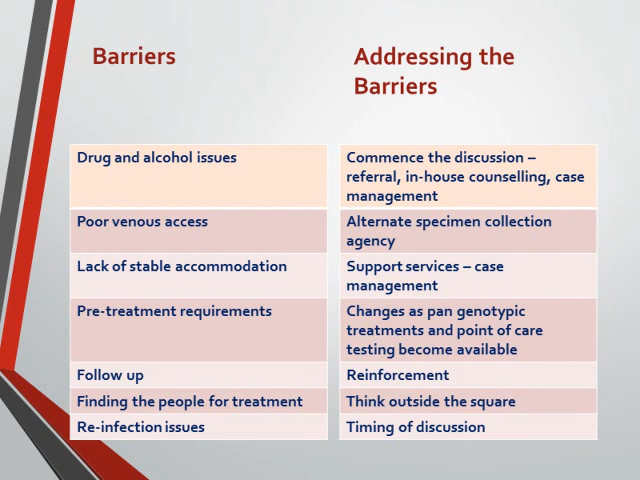 Barriers
Addressing the
Barriers
Drug and alcohol issues
Commence the discussion –
referral, in-house counselling, case
management
Poor venous access
Alternate specimen collection
agency
Lack of stable accommodation
Support services – case
management
Pre-treatment requirements
Changes as pan genotypic
treatments and point of care
testing become available
Follow up
Reinforcement
Finding the people for treatment
Think outside the square
Re-infection issues
Timing of discussion